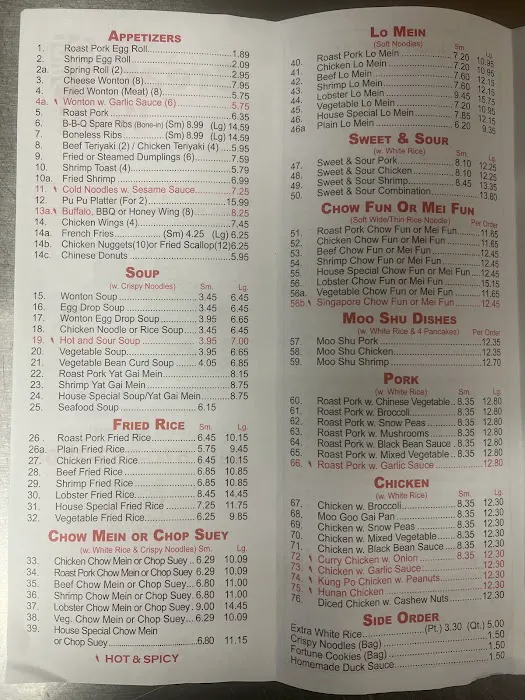 APPETIZERS
1. Roast Pork Egg Roll 1.89
2. Shrimp Egg Roll 2.09
2a. Spring Roll (2) 2.95
3. Cheese Wonton (8) 7.95
4. Fried Wonton (Meat) (8) 5.75
4a. Wonton w. Garlic Sauce (6) 5.75
5. Roast Pork 6.35
6. B-B-Q Spare Ribs (Bone-in) (Sm) 8.99 (Lg) 14.59
7. Boneless Ribs (Sm) 8.99 (Lg) 14.59
8. Beef Teriyaki (2) / Chicken Teriyaki (4) 5.95
9. Fried or Steamed Dumplings (6) 7.59
10. Shrimp Toast (4) 5.79
10a. Fried Shrimp 6.99
11. Cold Noodles w. Sesame Sauce 7.25
12. Pu Pu Platter (For 2) 15.99
13a. Buffalo, BBQ or Honey Wing (8) 8.25
14. Chicken Wings (4) 7.45
14a. French Fries (Sm) 4.25 (Lg) 6.25
14b. Chicken Nuggets(10)or Fried Scallop(12)6.25
14c. Chinese Donuts 5.95
SOUP
(w. Crispy Noodles) Sm. Lg.
15. Wonton Soup 3.45 6.45
16. Egg Drop Soup 3.45 6.45
17. Wonton Egg Drop Soup 3.95 6.65
18. Chicken Noodle or Rice Soup 3.45 6.45
19. Hot and Sour Soup 3.95 7.00
20. Vegetable Soup 3.95 6.65
21. Vegetable Bean Curd Soup 4.05 6.85
22. Roast Pork Yat Gai Mein 8.15
23. Shrimp Yat Gai Mein 8.75
24. House Special Soup/Yat Gai Mein 8.75
25. Seafood Soup 6.15
FRIED RICE Sm. Lg.
26. Roast Pork Fried Rice 6.45 10.15
26a. Plain Fried Rice 5.75 9.45
27. Chicken Fried Rice 6.45 10.15
28. Beef Fried Rice 6.85 10.85
29. Shrimp Fried Rice 6.85 10.85
30. Lobster Fried Rice 8.45 14.45
31. House Special Fried Rice 7.25 11.75
32. Vegetable Fried Rice 6.25 9.85
CHOW MEIN OR CHOP SUEY
(w. White Rice & Crispy Noodles) Sm. Lg.
33. Chicken Chow Mein or Chop Suey 6.29 10.09
34. Roast Pork Chow Mein or Chop Suey 6.29 10.09
35. Beef Chow Mein or Chop Suey 6.80 11.00
36. Shrimp Chow Mein or Chop Suey 6.80 11.00
37. Lobster Chow Mein or Chop Suey 9.00 14.45
38. Veg. Chow Mein or Chop Suey 6.29 10.09
39. House Special Chow Mein
or Chop Suey 6.80 11.15
HOT & SPICY
LO MEIN
(Soft Noodles) Sm. Lg.
40. Roast Pork Lo Mein 7.20 10.95
41. Chicken Lo Mein 7.20 10.95
42. Beef Lo Mein 7.60 12.15
43. Shrimp Lo Mein 7.60 12.15
44. Lobster Lo Mein 9.45 15.75
45. Vegetable Lo Mein 7.20 10.95
46. House Special Lo Mein 7.85 12.15
46a Plain Lo Mein 6.20 9.35
SWEET & SOUR
(w. White Rice) Sm. Lg.
47. Sweet & Sour Pork 8.10 12.25
48. Sweet & Sour Chicken 8.10 12.25
49. Sweet & Sour Shrimp 8.45 13.35
50. Sweet & Sour Combination 13.80
CHOW FUN OR MEI FUN
(Soft Wide/Thin Rice Noodle) Per Order
51. Roast Pork Chow Fun or Mei Fun 11.65
52. Chicken Chow Fun or Mei Fun 11.65
53. Beef Chow Fun or Mei Fun 12.45
54. Shrimp Chow Fun or Mei Fun 12.45
55. House Special Chow Fun or Mei Fun 12.45
56. Lobster Chow Fun or Mei Fun 15.15
56a. Vegetable Chow Fun or Mei Fun 11.65
56b. Singapore Chow Fun or Mei Fun 12.45
MOO SHU DISHES
(w. White Rice & 4 Pancakes) Per Order
57. Moo Shu Pork 12.35
58. Moo Shu Chicken 12.35
59. Moo Shu Shrimp 12.70
PORK
(w. White Rice) Sm. Lg.
60. Roast Pork w. Chinese Vegetable 8.35 12.80
61. Roast Pork w. Broccoli 8.35 12.80
62. Roast Pork w. Snow Peas 8.35 12.80
63. Roast Pork w. Mushrooms 8.35 12.80
64. Roast Pork w. Black Bean Sauce 8.35 12.80
65. Roast Pork w. Mixed Vegetable 8.35 12.80
66. Roast Pork w. Garlic Sauce 12.80
CHICKEN
(w. White Rice) Sm. Lg.
67. Chicken w. Broccoli 8.35 12.30
68. Moo Goo Gai Pan 8.35 12.30
69. Chicken w. Snow Peas 8.35 12.30
70. Chicken w. Mixed Vegetable 8.35 12.30
71. Chicken w. Black Bean Sauce 8.35 12.30
72. Curry Chicken w. Onion 8.35 12.30
73. Chicken w. Garlic Sauce 12.30
74. Kung Po Chicken w. Peanuts 12.30
75. Hunan Chicken 12.30
76. Diced Chicken w. Cashew Nuts 12.30
SIDE ORDER
Extra White Rice (Pt.) 3.30 (Qt.) 5.00
Crispy Noodles (Bag) 1.50
Fortune Cookies (Bag) 1.50
Homemade Duck Sauce 1.50